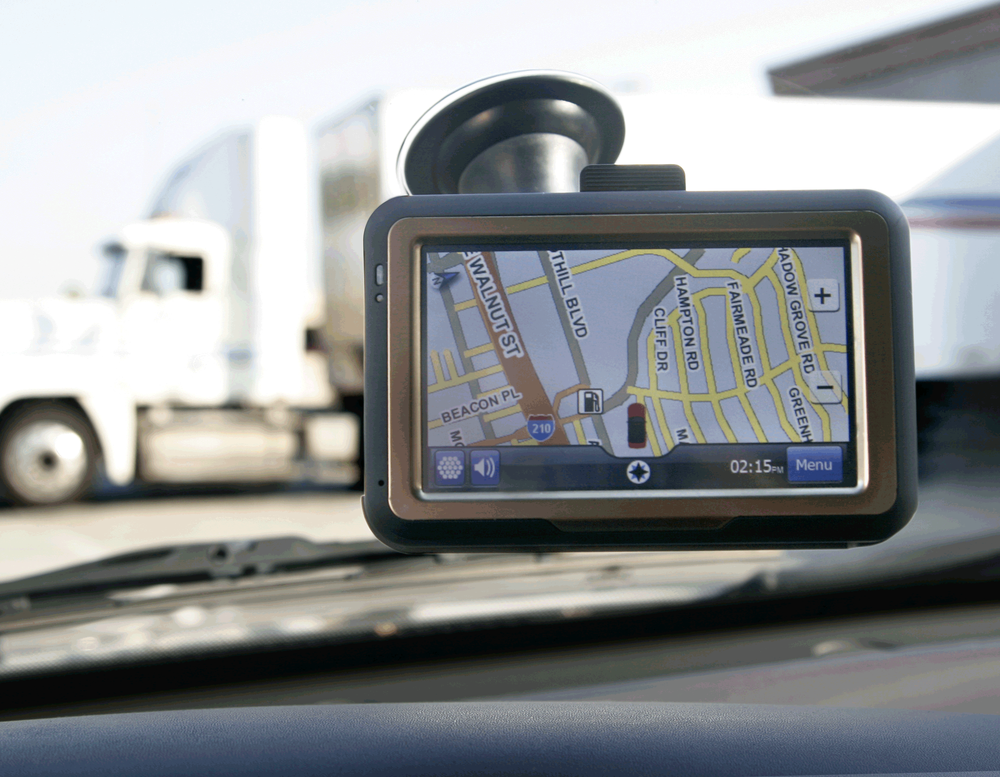 N
E WALNUT ST
THILL BLVD
HAMPTON RD
CLIFF DR
FAIRMEADE RD
ADOW GROVE RD
+
-
BEACON PL
210
GREENH
MO
A
M
02:15PM
Menu